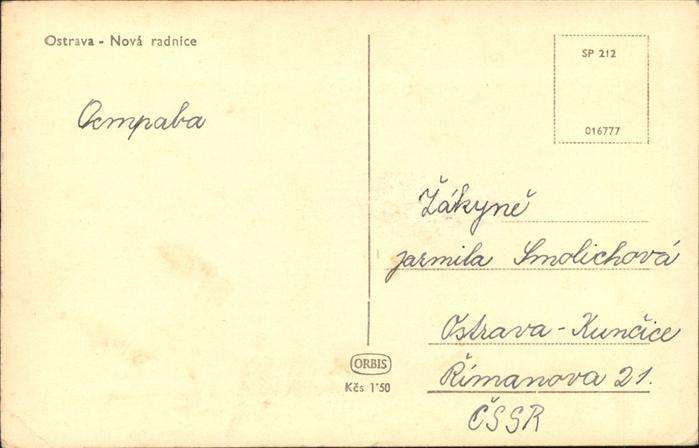 Ostrava - Nová radnice
SP 212
016777
Острава
Žákyně
jarmila Smolichová
Ostrava-Kunčice
Římanova 21.
ČSSR
ORBIS
Kčs 1'50